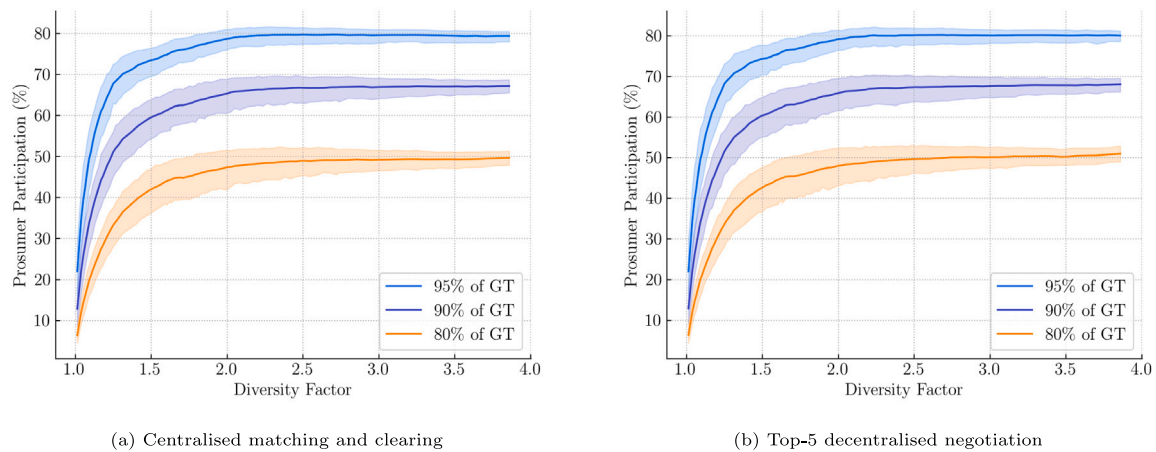 Prosumer Participation (%)
80
70
60
50
40
30
20
10
95% of GT
90% of GT
80% of GT
1.0 1.5 2.0 2.5 3.0 3.5 4.0
Diversity Factor
(a) Centralised matching and clearing
Prosumer Participation (%)
80
70
60
50
40
30
20
10
95% of GT
90% of GT
80% of GT
1.0 1.5 2.0 2.5 3.0 3.5 4.0
Diversity Factor
(b) Top-5 decentralised negotiation